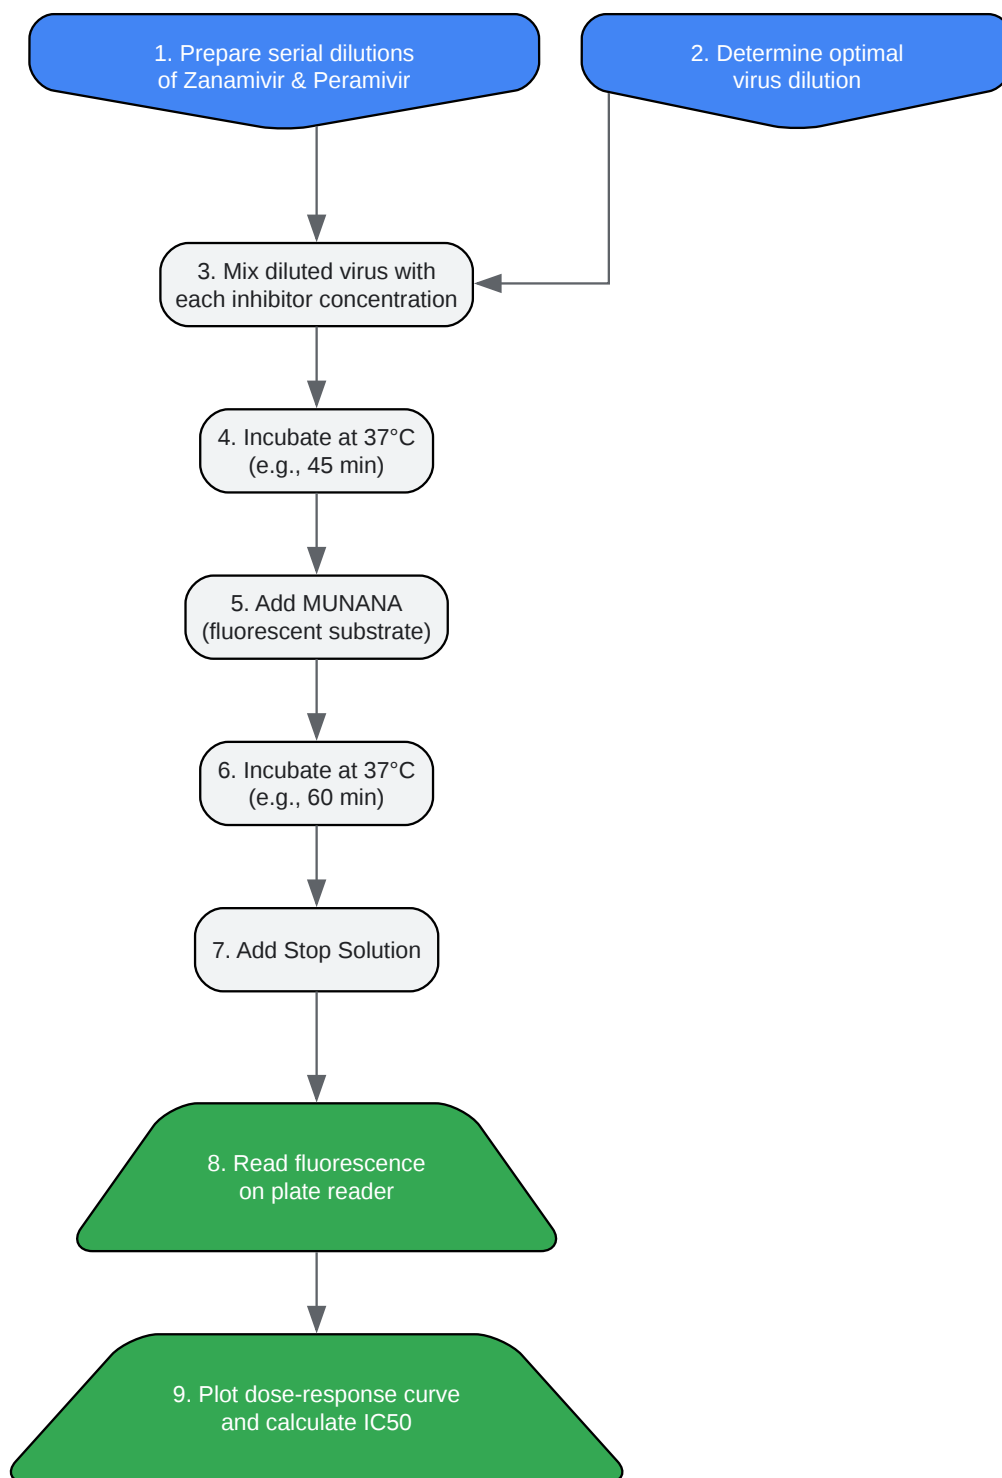 1. Prepare serial dilutions
of Zanamivir & Peramivir
2. Determine optimal
virus dilution
3. Mix diluted virus with
each inhibitor concentration
4. Incubate at 37°C
(e.g., 45 min)
5. Add MUNANA
(fluorescent substrate)
6. Incubate at 37°C
(e.g., 60 min)
7. Add Stop Solution
8. Read fluorescence
on plate reader
9. Plot dose-response curve
and calculate IC50